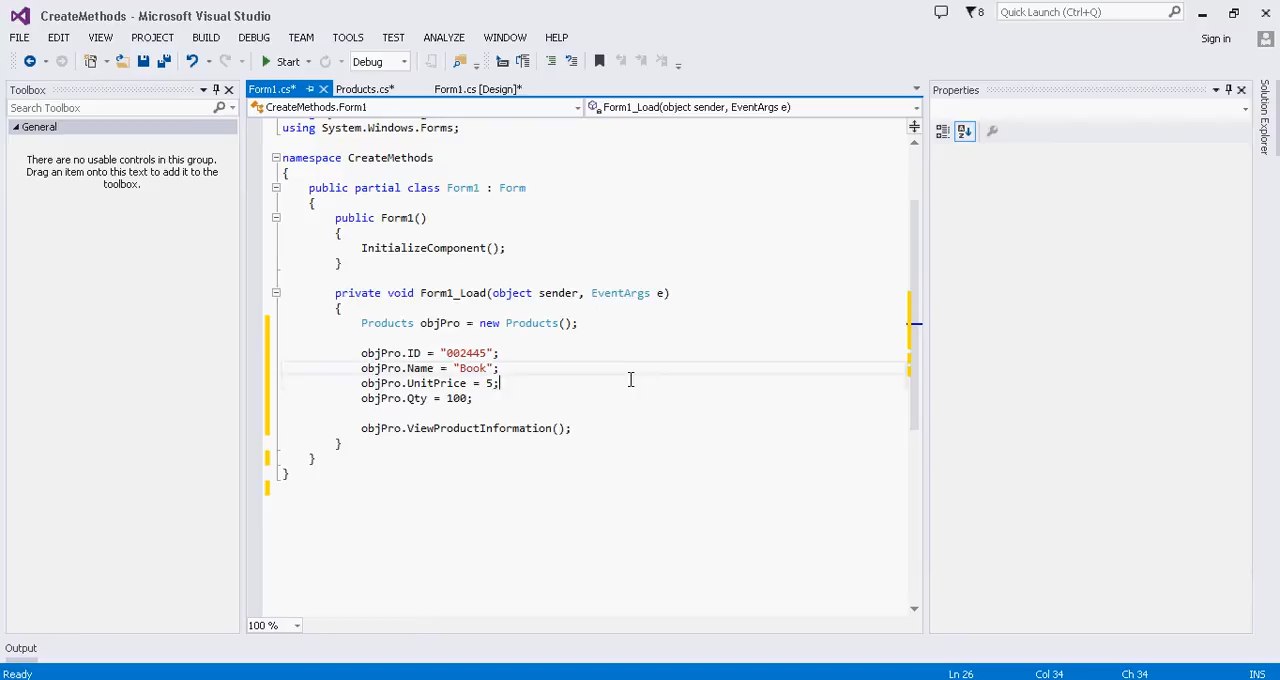 CreateMethods - Microsoft Visual Studio
8
Quick Launch (Ctrl+Q)
FILE EDIT VIEW PROJECT BUILD DEBUG TEAM TOOLS TEST ANALYZE WINDOW HELP
Sign in
Start Debug
Toolbox
Form1.cs* Products.cs* Form1.cs [Design]*
Properties
Search Toolbox
CreateMethods.Form1 Form1_Load(object sender, EventArgs e)
General
There are no usable controls in this group.
Drag an item onto this text to add it to the
toolbox.
Solution Explorer
using System.Windows.Forms;
namespace CreateMethods
{
public partial class Form1 : Form
{
public Form1()
{
InitializeComponent();
}
private void Form1_Load(object sender, EventArgs e)
{
Products objPro = new Products();
objPro.ID = "002445";
objPro.Name = "Book";
objPro.UnitPrice = 5;
objPro.Qty = 100;
objPro.ViewProductInformation();
}
}
}
100 %
Output
Ready Ln 26 Col 34 Ch 34 INS